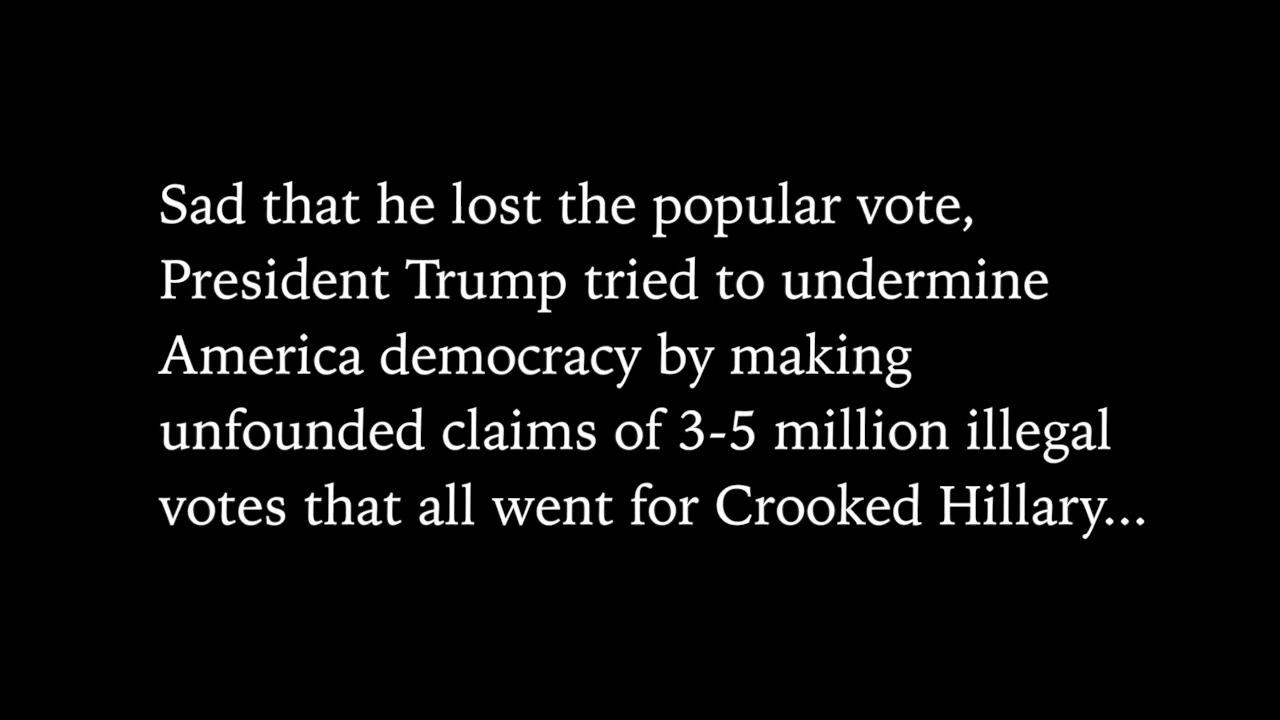 Sad that he lost the popular vote,
President Trump tried to undermine
America democracy by making
unfounded claims of 3-5 million illegal
votes that all went for Crooked Hillary...